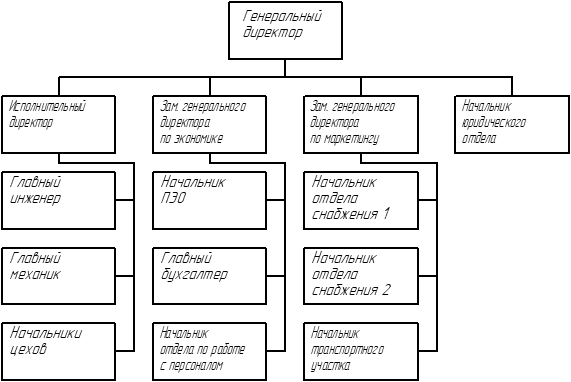 Генеральный
директор
Исполнительный
директор
Зам. генерального
директора
по экономике
Зам. генерального
директора
по маркетингу
Начальник
юридического
отдела
Главный
инженер
Начальник
ПЭО
Начальник
отдела
снабжения 1
Главный
механик
Главный
бухгалтер
Начальник
отдела
снабжения 2
Начальники
цехов
Начальник
отдела по работе
с персоналом
Начальник
транспортного
участка